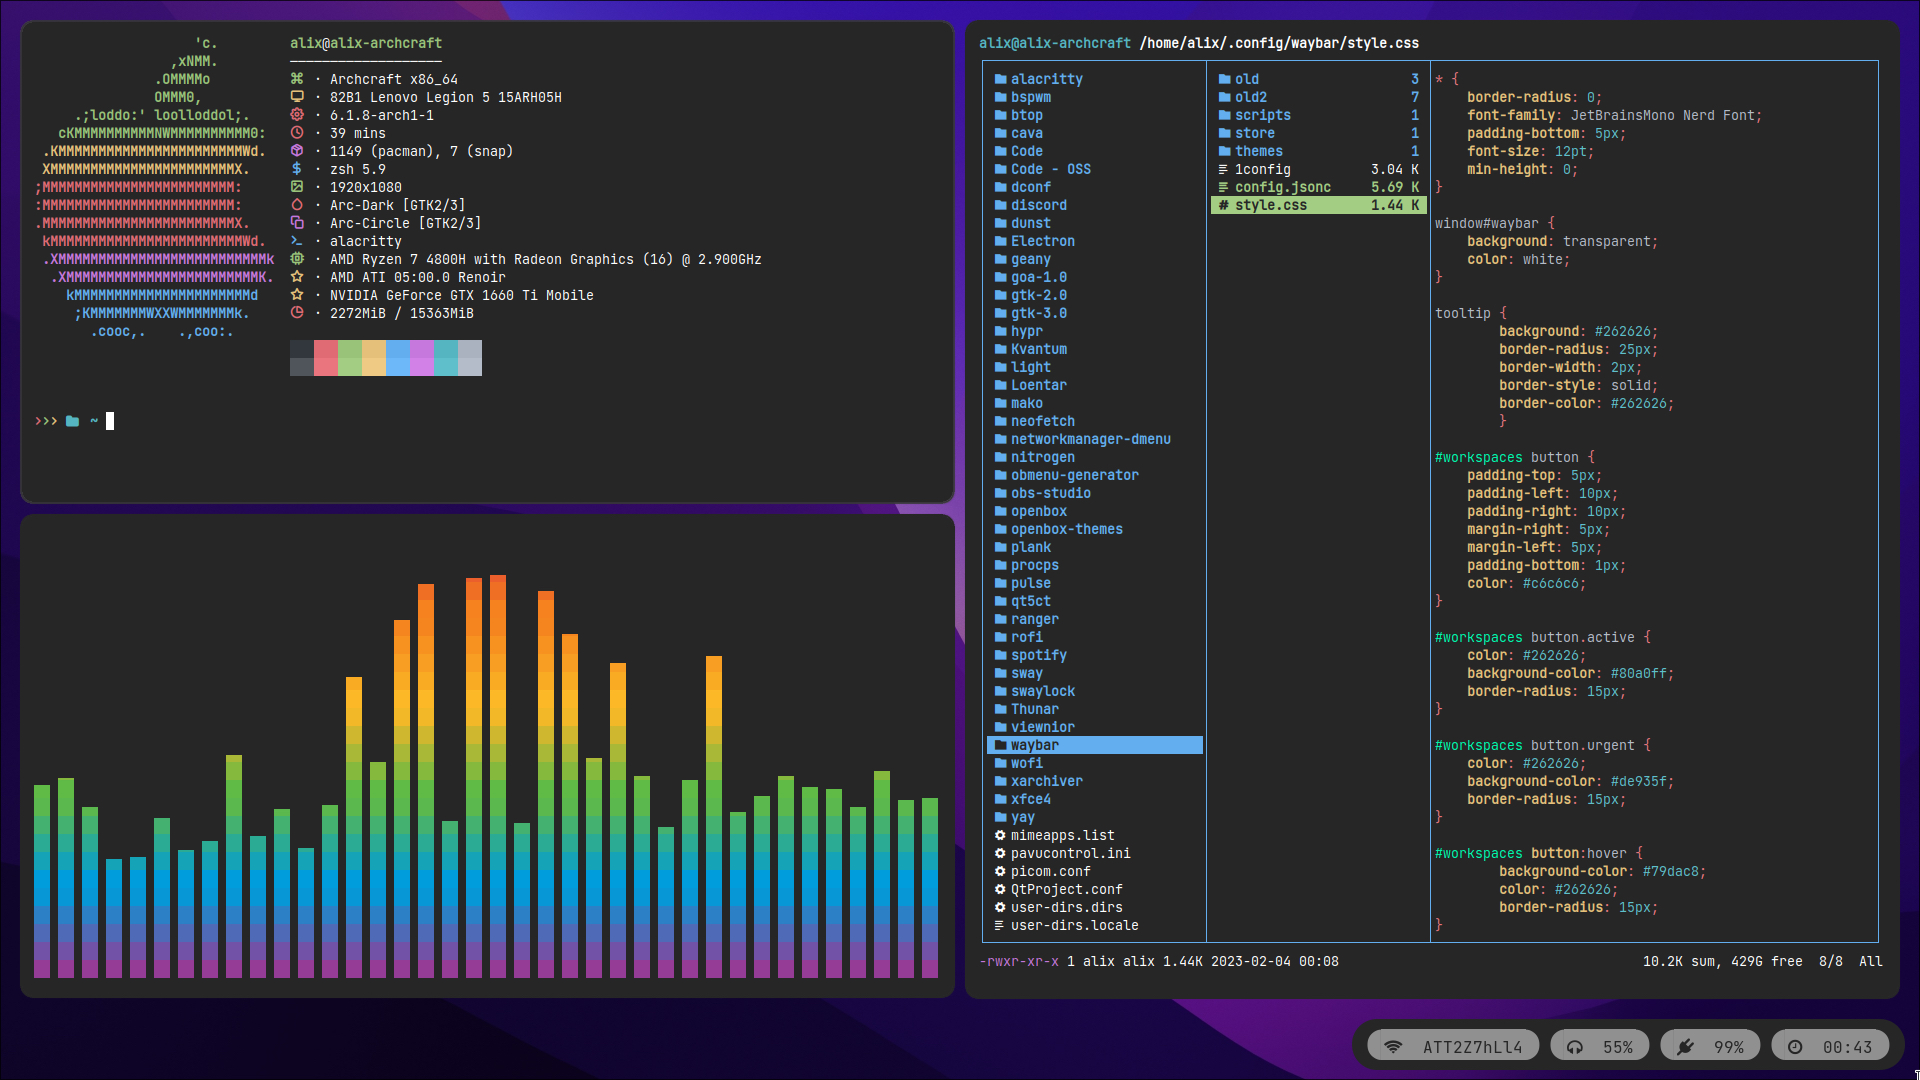 'c.
,xNMM.
.OMMMMo
OMMM0,
.;loddo:' loolloddol;.
cKMMMMMMMMMMNWMMMMMMMMMM0:
.KMMMMMMMMMMMMMMMMMMMMMMMWd.
XMMMMMMMMMMMMMMMMMMMMMMMX.
;MMMMMMMMMMMMMMMMMMMMMMMM:
:MMMMMMMMMMMMMMMMMMMMMMMM:
.MMMMMMMMMMMMMMMMMMMMMMMMX.
kMMMMMMMMMMMMMMMMMMMMMMMMWd.
.XMMMMMMMMMMMMMMMMMMMMMMMMMMk
.XMMMMMMMMMMMMMMMMMMMMMMMMK.
kMMMMMMMMMMMMMMMMMMMMMMd
;KMMMMMMMWXXWMMMMMMMk.
.cooc,.    .,coo:.
alix@alix-archcraft
───────────────────
· Archcraft x86_64
· 82B1 Lenovo Legion 5 15ARH05H
· 6.1.8-arch1-1
· 39 mins
· 1149 (pacman), 7 (snap)
$ · zsh 5.9
· 1920x1080
· Arc-Dark [GTK2/3]
· Arc-Circle [GTK2/3]
· alacritty
· AMD Ryzen 7 4800H with Radeon Graphics (16) @ 2.900GHz
· AMD ATI 05:00.0 Renoir
· NVIDIA GeForce GTX 1660 Ti Mobile
· 2272MiB / 15363MiB
~
alix@alix-archcraft /home/alix/.config/waybar/style.css
alacritty
bspwm
btop
cava
Code
Code - OSS
dconf
discord
dunst
Electron
geany
goa-1.0
gtk-2.0
gtk-3.0
hypr
Kvantum
light
Loentar
mako
neofetch
networkmanager-dmenu
nitrogen
obmenu-generator
obs-studio
openbox
openbox-themes
plank
procps
pulse
qt5ct
ranger
rofi
spotify
sway
swaylock
Thunar
viewnior
waybar
wofi
xarchiver
xfce4
yay
mimeapps.list
pavucontrol.ini
picom.conf
QtProject.conf
user-dirs.dirs
user-dirs.locale
old 3
old2 7
scripts 1
store 1
themes 1
1config 3.04 K
config.jsonc 5.69 K
# style.css 1.44 K
* {
border-radius: 0;
font-family: JetBrainsMono Nerd Font;
padding-bottom: 5px;
font-size: 12pt;
min-height: 0;
}
window#waybar {
background: transparent;
color: white;
}
tooltip {
background: #262626;
border-radius: 25px;
border-width: 2px;
border-style: solid;
border-color: #262626;
}
#workspaces button {
padding-top: 5px;
padding-left: 10px;
padding-right: 10px;
margin-right: 5px;
margin-left: 5px;
padding-bottom: 1px;
color: #c6c6c6;
}
#workspaces button.active {
color: #262626;
background-color: #80a0ff;
border-radius: 15px;
}
#workspaces button.urgent {
color: #262626;
background-color: #de935f;
border-radius: 15px;
}
#workspaces button:hover {
background-color: #79dac8;
color: #262626;
border-radius: 15px;
}
-rwxr-xr-x 1 alix alix 1.44K 2023-02-04 00:08
10.2K sum, 429G free  8/8  All
ATT2Z7hLl4
55%
99%
00:43